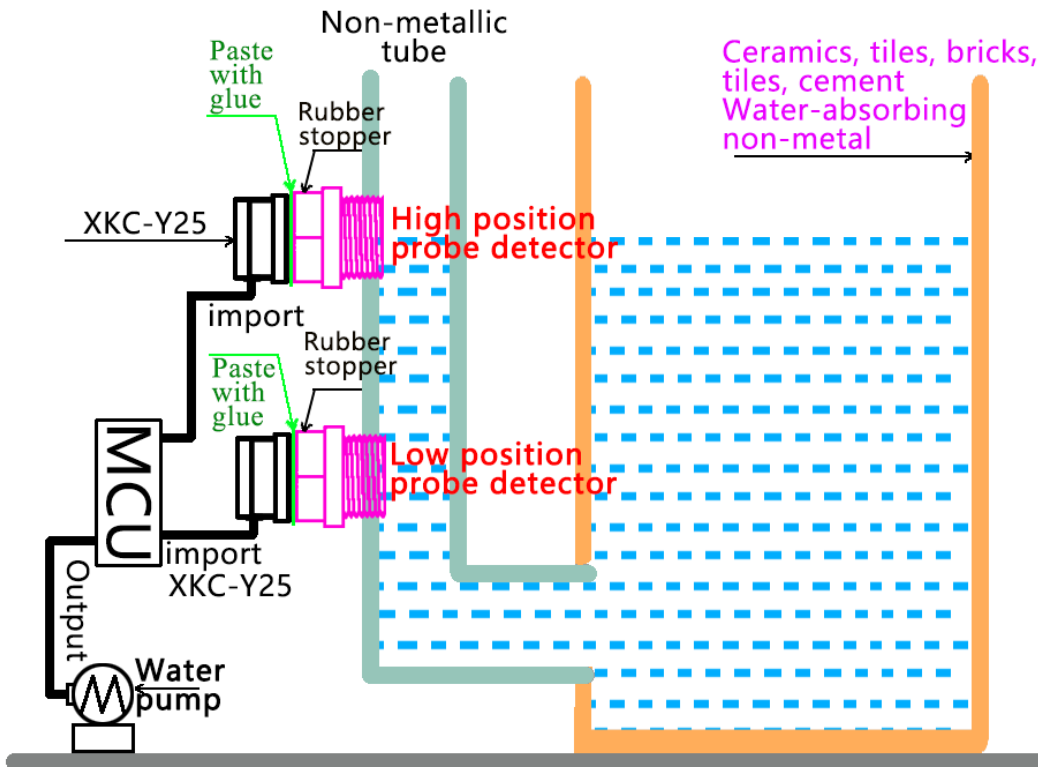 Non-metallic
tube
Paste
with
glue
Rubber
stopper
Ceramics, tiles, bricks,
tiles, cement
Water-absorbing
non-metal
XKC-Y25
High position
probe detector
import
Rubber
stopper
Paste
with
glue
Low position
probe detector
MCU
import
XKC-Y25
Output
Water
pump